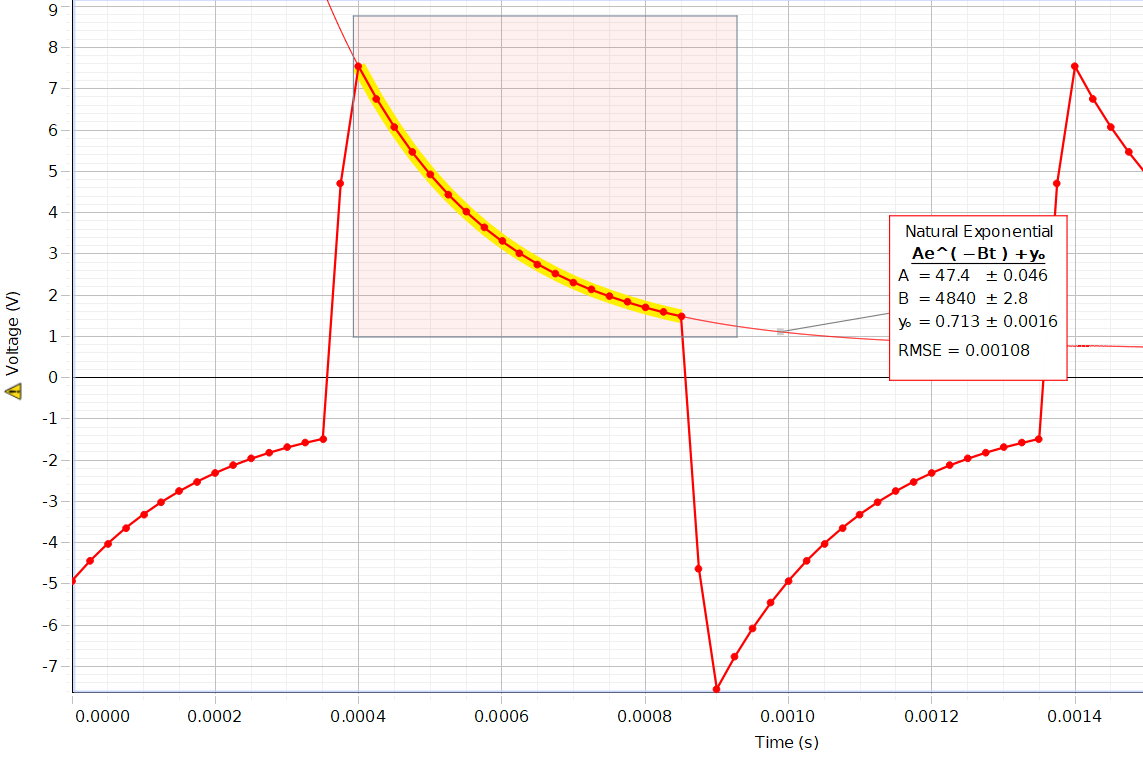 9
8
7
6
5
4
3
2
1
0
-1
-2
-3
-4
-5
-6
-7
Voltage (V)
Natural Exponential
Ae^( −Bt ) +y₀
A = 47.4 ± 0.046
B = 4840 ± 2.8
y₀ = 0.713 ± 0.0016
RMSE = 0.00108
0.0000 0.0002 0.0004 0.0006 0.0008 0.0010 0.0012 0.0014
Time (s)